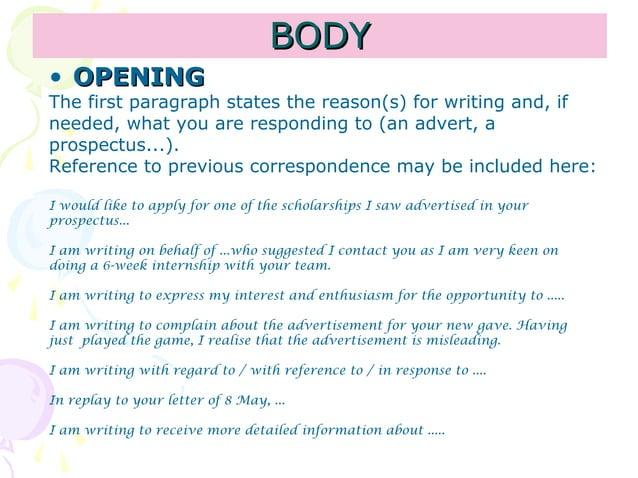 BODY
• OPENING
The first paragraph states the reason(s) for writing and, if
needed, what you are responding to (an advert, a
prospectus...).
Reference to previous correspondence may be included here:
I would like to apply for one of the scholarships I saw advertised in your
prospectus...
I am writing on behalf of ...who suggested I contact you as I am very keen on
doing a 6-week internship with your team.
I am writing to express my interest and enthusiasm for the opportunity to .....
I am writing to complain about the advertisement for your new gave. Having
just  played the game, I realise that the advertisement is misleading.
I am writing with regard to / with reference to / in response to ....
In replay to your letter of 8 May, ...
I am writing to receive more detailed information about .....